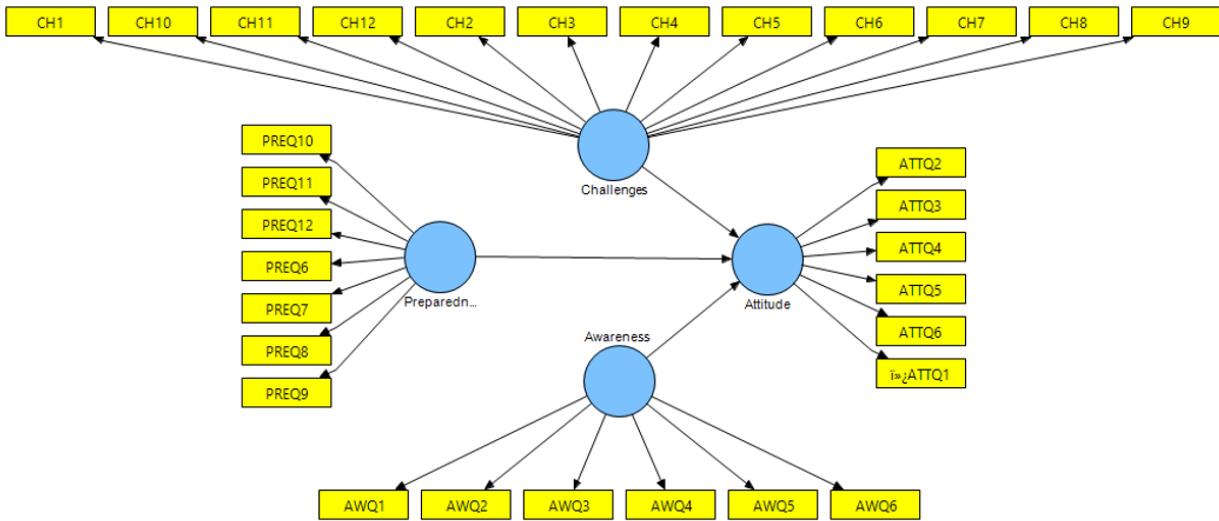 CH1
CH10
CH11
CH12
CH2
CH3
CH4
CH5
CH6
CH7
CH8
CH9
Challenges
PREQ10
PREQ11
PREQ12
PREQ6
PREQ7
PREQ8
PREQ9
Preparedn...
ATTQ2
ATTQ3
ATTQ4
ATTQ5
ATTQ6
ï»¿ATTQ1
Attitude
Awareness
AWQ1
AWQ2
AWQ3
AWQ4
AWQ5
AWQ6